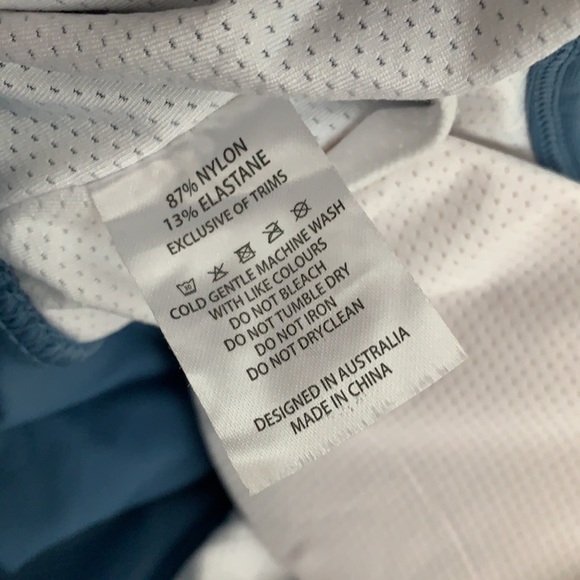 87% NYLON
13% ELASTANE
EXCLUSIVE OF TRIMS
COLD GENTLE MACHINE WASH
WITH LIKE COLOURS
DO NOT BLEACH
DO NOT TUMBLE DRY
DO NOT IRON
DO NOT DRYCLEAN
DESIGNED IN AUSTRALIA
MADE IN CHINA